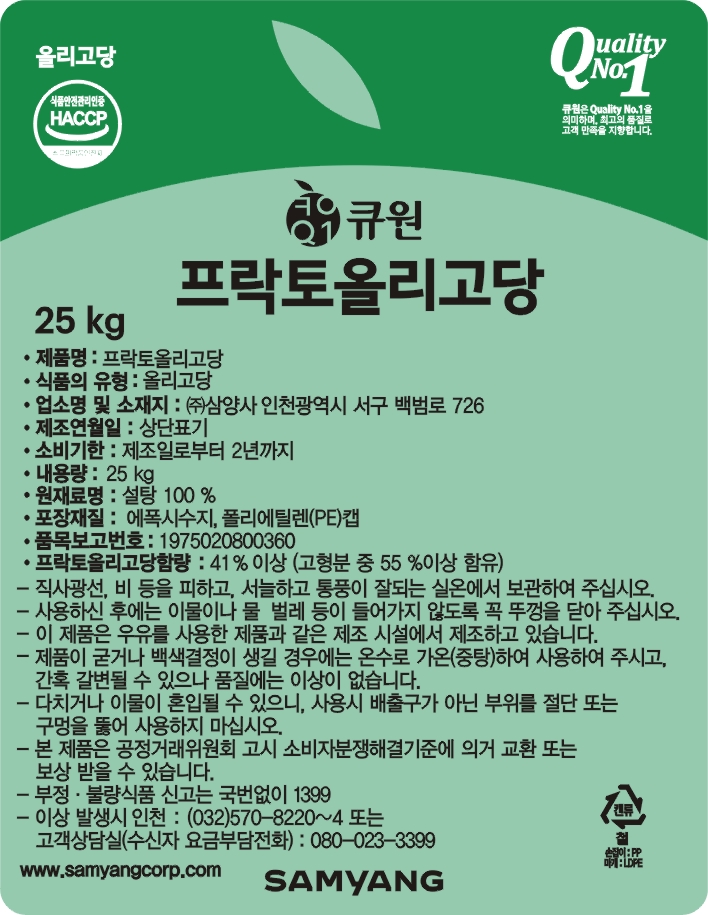 올리고당
식품안전관리인증
HACCP
Quality
No.1
큐원은 Quality No.1을
의미하며, 최고의 품질로
고객 만족을 지향합니다.
큐원
프락토올리고당
25 kg
• 제품명 : 프락토올리고당
• 식품의 유형 : 올리고당
• 업소명 및 소재지 : ㈜삼양사 인천광역시 서구 백범로 726
• 제조연월일 : 상단표기
• 소비기한 : 제조일로부터 2년까지
• 내용량 : 25 kg
• 원재료명 : 설탕 100 %
• 포장재질 : 에폭시수지, 폴리에틸렌(PE)캡
• 품목보고번호 : 1975020800360
• 프락토올리고당함량 : 41 % 이상 (고형분 중 55 %이상 함유)
– 직사광선, 비 등을 피하고, 서늘하고 통풍이 잘되는 실온에서 보관하여 주십시오.
– 사용하신 후에는 이물이나 물 벌레 등이 들어가지 않도록 꼭 뚜껑을 닫아 주십시오.
– 이 제품은 우유를 사용한 제품과 같은 제조 시설에서 제조하고 있습니다.
– 제품이 굳거나 백색결정이 생길 경우에는 온수로 가온(중탕)하여 사용하여 주시고,
간혹 갈변될 수 있으나 품질에는 이상이 없습니다.
– 다치거나 이물이 혼입될 수 있으니, 사용시 배출구가 아닌 부위를 절단 또는
구멍을 뚫어 사용하지 마십시오.
– 본 제품은 공정거래위원회 고시 소비자분쟁해결기준에 의거 교환 또는
보상 받을 수 있습니다.
– 부정 · 불량식품 신고는 국번없이 1399
– 이상 발생시 인천 : (032)570-8220~4 또는
고객상담실(수신자 요금부담전화) : 080-023-3399
캔류
철
손잡이 : PP
마개 : LDPE
www.samyangcorp.com
SAMYANG